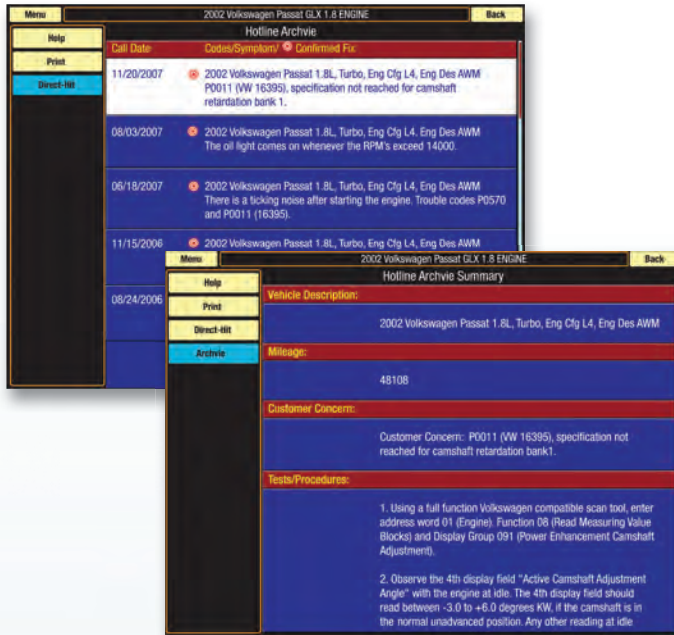 Menu
2002 Volkswagen Passat GLX 1.8 ENGINE
Back
Help
Print
Direct-Hit
Hotline Archvie
Call Date
Codes/Symptom/ Confirmed Fix:
11/20/2007
2002 Volkswagen Passat 1.8L, Turbo, Eng Cfg L4, Eng Des AWM
P0011 (VW 16395), specification not reached for camshaft
retardation bank 1.
08/03/2007
2002 Volkswagen Passat 1.8L, Turbo, Eng Cfg L4, Eng Des AWM
The oil light comes on whenever the RPM's exceed 14000.
06/18/2007
2002 Volkswagen Passat 1.8L, Turbo, Eng Cfg L4, Eng Des AWM
There is a ticking noise after starting the engine. Trouble codes P0570
and P0011 (16395).
11/15/2006
2002 Volkswagen Passat 1.8L, Turbo, Eng Cfg L4, Eng Des AWM
08/24/2006
Menu
2002 Volkswagen Passat GLX 1.8 ENGINE
Back
Help
Print
Direct-Hit
Archvie
Hotline Archvie Summary
Vehicle Description:
2002 Volkswagen Passat 1.8L, Turbo, Eng Cfg L4, Eng Des AWM
Mileage:
48108
Customer Concern:
Customer Concern: P0011 (VW 16395), specification not
reached for camshaft retardation bank1.
Tests/Procedures:
1. Using a full function Volkswagen compatible scan tool, enter
address word 01 (Engine). Function 08 (Read Measuring Value
Blocks) and Display Group 091 (Power Enhancement Camshaft
Adjustment).
2. Observe the 4th display field "Active Camshaft Adjustment
Angle" with the engine at idle. The 4th display field should
read between -3.0 to +6.0 degrees KW, if the camshaft is in
the normal unadvanced position. Any other reading at idle